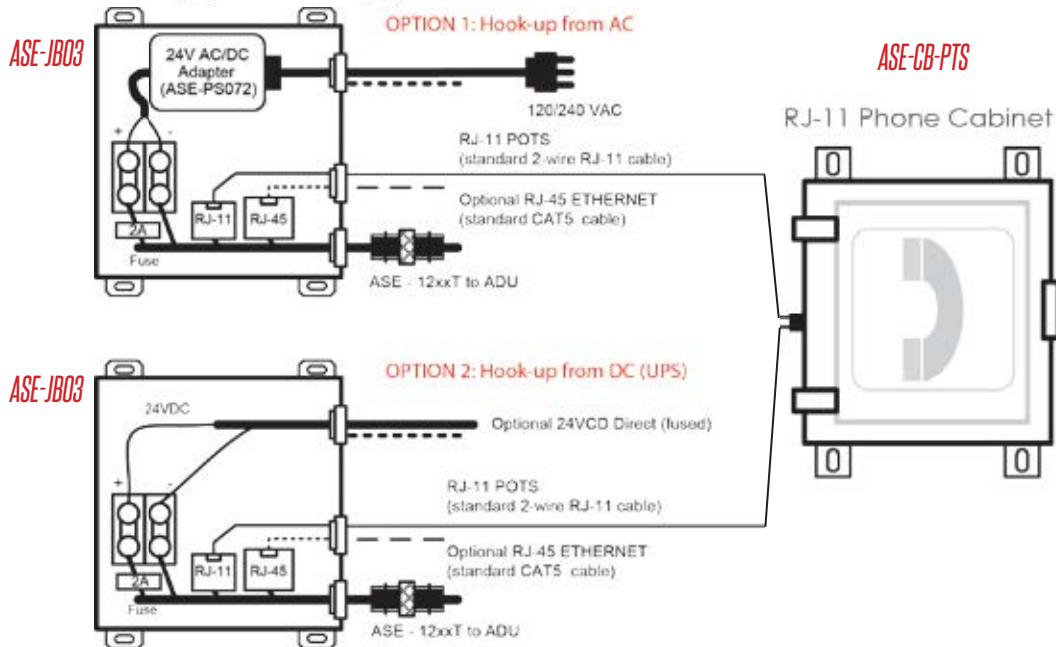 OPTION 1: Hook-up from AC
ASE-JB03
24V AC/DC
Adapter
(ASE-PS072)
120/240 VAC
+ -
RJ-11 POTS
(standard 2-wire RJ-11 cable)
Optional RJ-45 ETHERNET
(standard CAT5 cable)
RJ-11
RJ-45
2A
Fuse
ASE - 12xxT to ADU
ASE-CB-PTS
RJ-11 Phone Cabinet
OPTION 2: Hook-up from DC (UPS)
ASE-JB03
24VDC
Optional 24VCD Direct (fused)
+ -
RJ-11 POTS
(standard 2-wire RJ-11 cable)
Optional RJ-45 ETHERNET
(standard CAT5 cable)
RJ-11
RJ-45
2A
Fuse
ASE - 12xxT to ADU